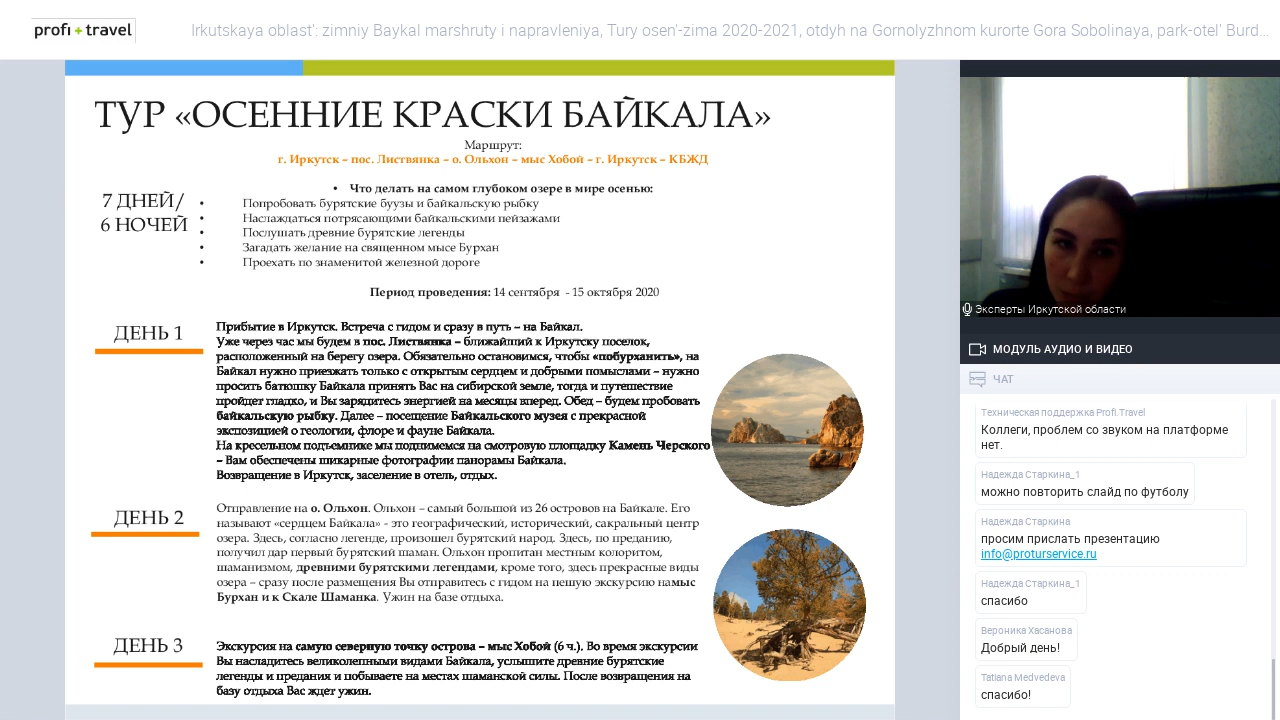 profi + travel
Irkutskaya oblast': zimniy Baykal marshruty i napravleniya, Tury osen'-zima 2020-2021, otdyh na Gornolyzhnom kurorte Gora Sobolinaya, park-otel' Burd...
ТУР «ОСЕННИЕ КРАСКИ БАЙКАЛА»
Маршрут:
г. Иркутск – пос. Листвянка – о. Ольхон – мыс Хобой – г. Иркутск – КБЖД
7 ДНЕЙ/
6 НОЧЕЙ
• Что делать на самом глубоком озере в мире осенью:
• Попробовать бурятские буузы и байкальскую рыбку
• Наслаждаться потрясающими байкальскими пейзажами
• Послушать древние бурятские легенды
• Загадать желание на священном мысе Бурхан
• Проехать по знаменитой железной дороге
Период проведения: 14 сентября - 15 октября 2020
ДЕНЬ 1
Прибытие в Иркутск. Встреча с гидом и сразу в путь – на Байкал.
Уже через час мы будем в пос. Листвянка – ближайший к Иркутску поселок,
расположенный на берегу озера. Обязательно остановимся, чтобы «побурханить», на
Байкал нужно приезжать только с открытым сердцем и добрыми помыслами – нужно
просить батюшку Байкала принять Вас на сибирской земле, тогда и путешествие
пройдет гладко, и Вы зарядитесь энергией на месяцы вперед. Обед – будем пробовать
байкальскую рыбку. Далее – посещение Байкальского музея с прекрасной
экспозицией о геологии, флоре и фауне Байкала.
На кресельном подъемнике мы поднимемся на смотровую площадку Камень Черского
– Вам обеспечены шикарные фотографии панорамы Байкала.
Возвращение в Иркутск, заселение в отель, отдых.
ДЕНЬ 2
Отправление на о. Ольхон. Ольхон – самый большой из 26 островов на Байкале. Его
называют «сердцем Байкала» - это географический, исторический, сакральный центр
озера. Здесь, согласно легенде, произошел бурятский народ. Здесь, по преданию,
получил дар первый бурятский шаман. Ольхон пропитан местным колоритом,
шаманизмом, древними бурятскими легендами, кроме того, здесь прекрасные виды
озера – сразу после размещения Вы отправитесь с гидом на пешую экскурсию намыс
Бурхан и к Скале Шаманка. Ужин на базе отдыха.
ДЕНЬ 3
Экскурсия на самую северную точку острова – мыс Хобой (6 ч.). Во время экскурсии
Вы насладитесь великолепными видами Байкала, услышите древние бурятские
легенды и предания и побываете на местах шаманской силы. После возвращения на
базу отдыха Вас ждет ужин.
Эксперты Иркутской области
МОДУЛЬ АУДИО И ВИДЕО
ЧАТ
Техническая поддержка Profi.Travel
Коллеги, проблем со звуком на платформе
нет.
Надежда Старкина_1
можно повторить слайд по футболу
Надежда Старкина
просим прислать презентацию
info@proturservice.ru
Надежда Старкина_1
спасибо
Вероника Хасанова
Добрый день!
Tatiana Medvedeva
спасибо!